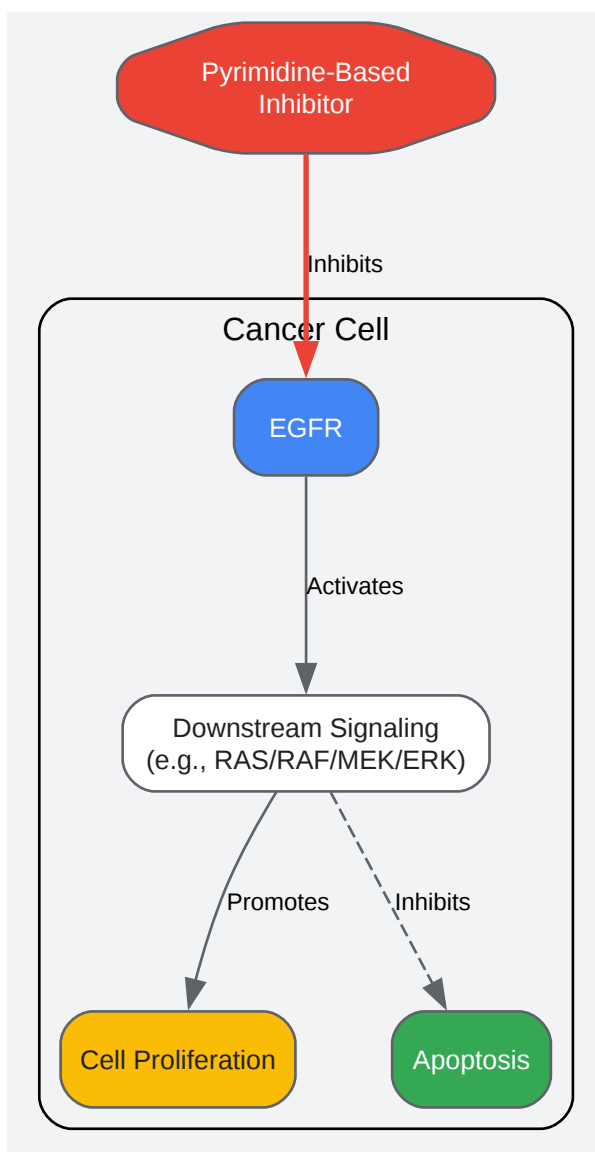 Pyrimidine-Based
Inhibitor
Inhibits
Cancer Cell
EGFR
Activates
Downstream Signaling
(e.g., RAS/RAF/MEK/ERK)
Promotes
Inhibits
Cell Proliferation
Apoptosis